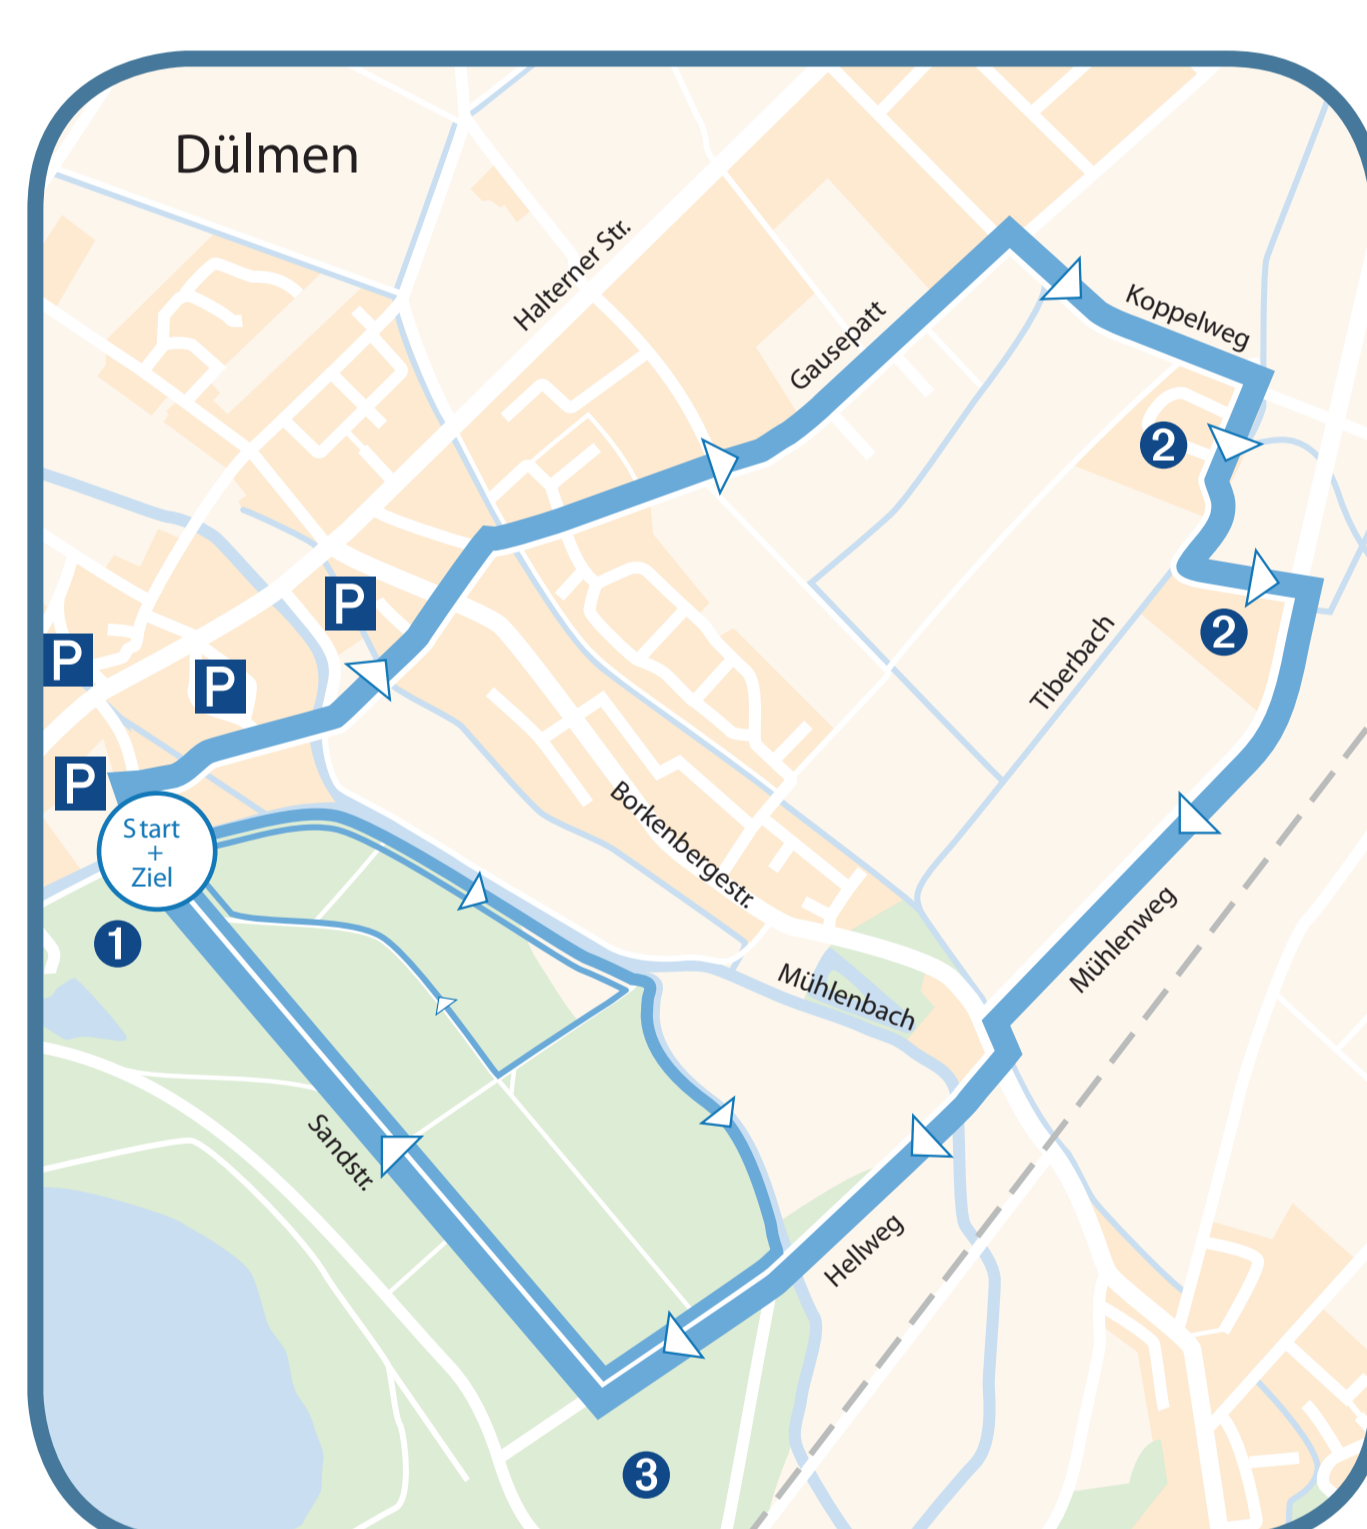 Dülmen
Halterner Str.
Gausepatt
Koppelweg
2
P
P
P
2
Tiberbach
P
Start
+
Ziel
Borkenbergestr.
1
Mühlenweg
Mühlenbach
Sandstr.
Hellweg
3